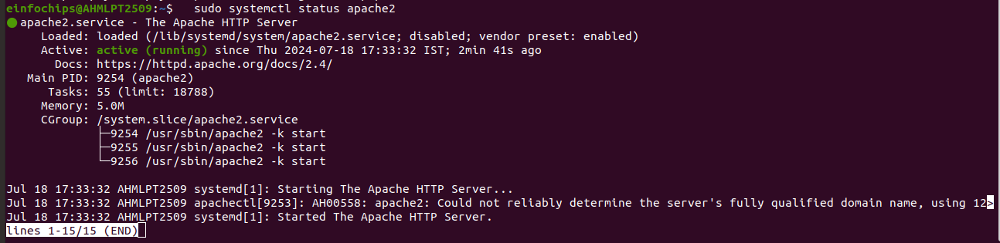 einfochips@AHMLPT2509:~$   sudo systemctl status apache2
● apache2.service - The Apache HTTP Server
     Loaded: loaded (/lib/systemd/system/apache2.service; disabled; vendor preset: enabled)
     Active: active (running) since Thu 2024-07-18 17:33:32 IST; 2min 41s ago
       Docs: https://httpd.apache.org/docs/2.4/
   Main PID: 9254 (apache2)
      Tasks: 55 (limit: 18788)
     Memory: 5.0M
     CGroup: /system.slice/apache2.service
             ├─9254 /usr/sbin/apache2 -k start
             ├─9255 /usr/sbin/apache2 -k start
             └─9256 /usr/sbin/apache2 -k start
Jul 18 17:33:32 AHMLPT2509 systemd[1]: Starting The Apache HTTP Server...
Jul 18 17:33:32 AHMLPT2509 apachectl[9253]: AH00558: apache2: Could not reliably determine the server's fully qualified domain name, using 12>
Jul 18 17:33:32 AHMLPT2509 systemd[1]: Started The Apache HTTP Server.
lines 1-15/15 (END)